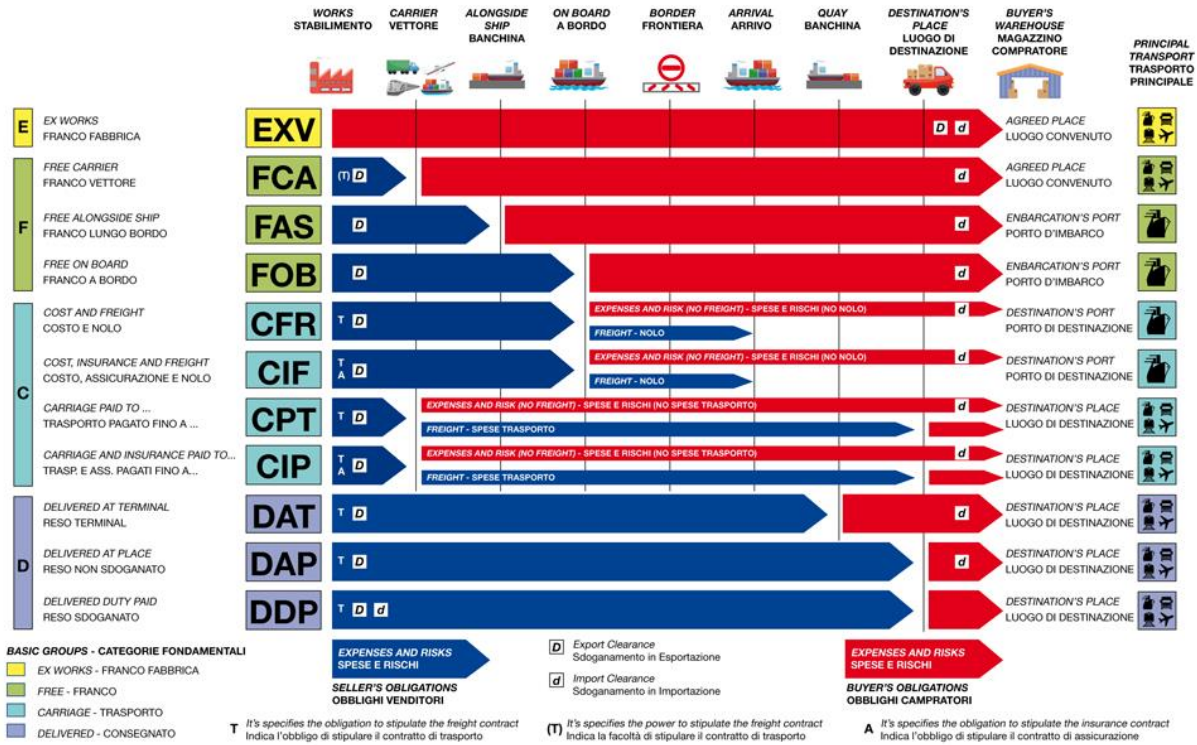 WORKS
STABILIMENTO
CARRIER
VETTORE
ALONGSIDE
SHIP
BANCHINA
ON BOARD
A BORDO
BORDER
FRONTIERA
ARRIVAL
ARRIVO
QUAY
BANCHINA
DESTINATION'S
PLACE
LUOGO DI
DESTINAZIONE
BUYER'S
WAREHOUSE
MAGAZZINO
COMPRATORE
PRINCIPAL
TRANSPORT
TRASPORTO
PRINCIPALE
E
EX WORKS
FRANCO FABBRICA
EXV
D d
AGREED PLACE
LUOGO CONVENUTO
F
FREE CARRIER
FRANCO VETTORE
FCA
(T) D
d
AGREED PLACE
LUOGO CONVENUTO
FREE ALONGSIDE SHIP
FRANCO LUNGO BORDO
FAS
D
d
ENBARCATION'S PORT
PORTO D'IMBARCO
FREE ON BOARD
FRANCO A BORDO
FOB
D
d
ENBARCATION'S PORT
PORTO D'IMBARCO
C
COST AND FREIGHT
COSTO E NOLO
CFR
T D
EXPENSES AND RISK (NO FREIGHT) - SPESE E RISCHI (NO NOLO)
d
FREIGHT - NOLO
DESTINATION'S PORT
PORTO DI DESTINAZIONE
COST, INSURANCE AND FREIGHT
COSTO, ASSICURAZIONE E NOLO
CIF
T
A
D
EXPENSES AND RISK (NO FREIGHT) - SPESE E RISCHI (NO NOLO)
d
FREIGHT - NOLO
DESTINATION'S PORT
PORTO DI DESTINAZIONE
CARRIAGE PAID TO ...
TRASPORTO PAGATO FINO A ...
CPT
T D
EXPENSES AND RISK (NO FREIGHT) - SPESE E RISCHI (NO SPESE TRASPORTO)
d
FREIGHT - SPESE TRASPORTO
DESTINATION'S PLACE
LUOGO DI DESTINAZIONE
CARRIAGE AND INSURANCE PAID TO...
TRASP. E ASS. PAGATI FINO A...
CIP
T
A
D
EXPENSES AND RISK (NO FREIGHT) - SPESE E RISCHI (NO SPESE TRASPORTO)
d
FREIGHT - SPESE TRASPORTO
DESTINATION'S PLACE
LUOGO DI DESTINAZIONE
D
DELIVERED AT TERMINAL
RESO TERMINAL
DAT
T D
d
DESTINATION'S PLACE
LUOGO DI DESTINAZIONE
DELIVERED AT PLACE
RESO NON SDOGANATO
DAP
T D
d
DESTINATION'S PLACE
LUOGO DI DESTINAZIONE
DELIVERED DUTY PAID
RESO SDOGANATO
DDP
T D d
DESTINATION'S PLACE
LUOGO DI DESTINAZIONE
BASIC GROUPS - CATEGORIE FONDAMENTALI
EX WORKS - FRANCO FABBRICA
FREE - FRANCO
CARRIAGE - TRASPORTO
DELIVERED - CONSEGNATO
EXPENSES AND RISKS
SPESE E RISCHI
SELLER'S OBLIGATIONS
OBBLIGHI VENDITORI
D Export Clearance
Sdoganamento in Esportazione
d Import Clearance
Sdoganamento in Importazione
EXPENSES AND RISKS
SPESE E RISCHI
BUYER'S OBLIGATIONS
OBBLIGHI CAMPRATORI
T It's specifies the obligation to stipulate the freight contract
Indica l'obbligo di stipulare il contratto di trasporto
(T) It's specifies the power to stipulate the freight contract
Indica la facoltà di stipulare il contratto di trasporto
A It's specifies the obligation to stipulate the insurance contract
Indica l'obbligo di stipulare il contratto di assicurazione